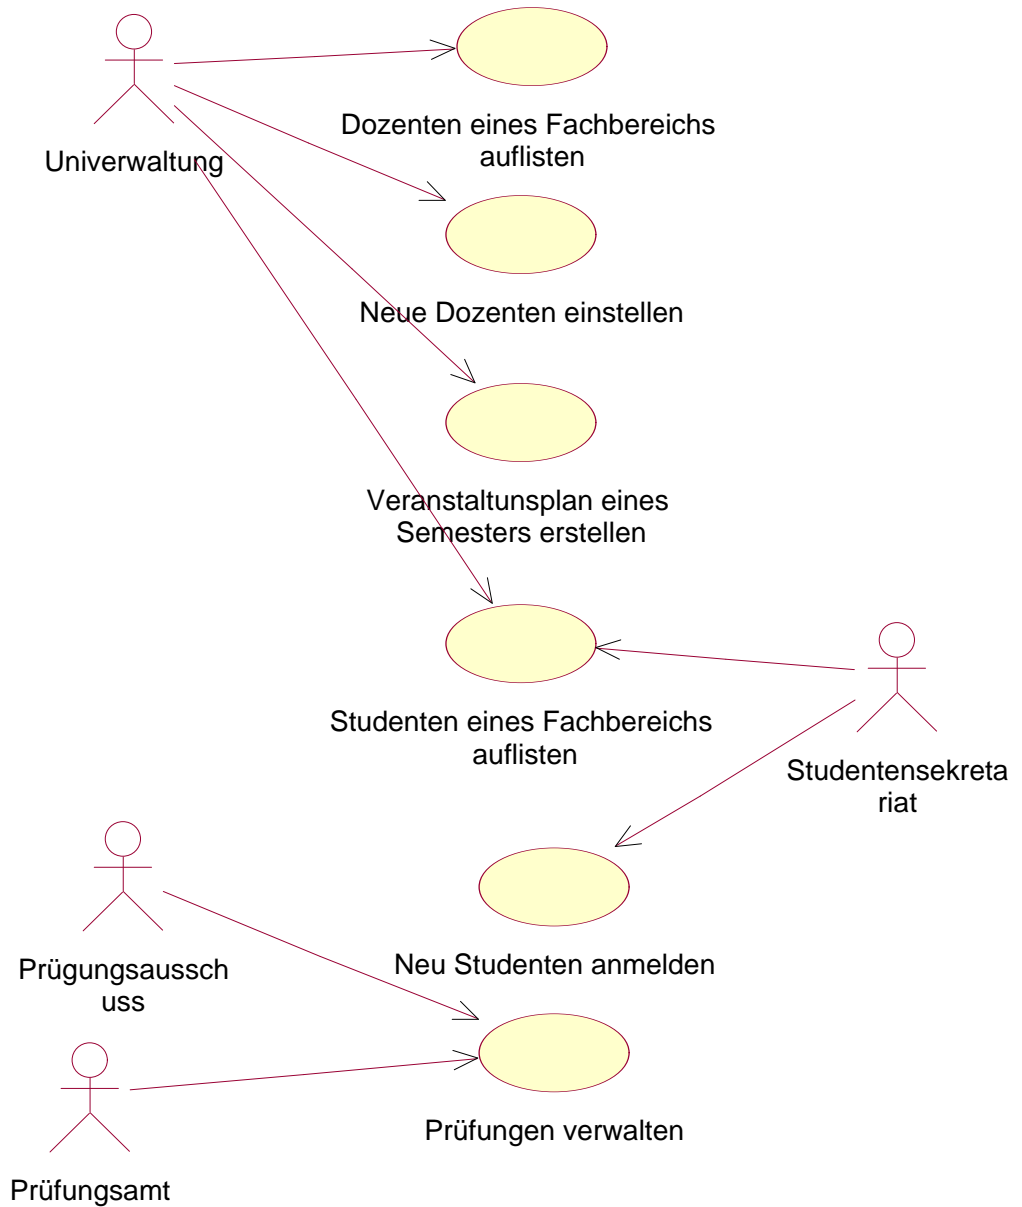 Dozenten eines Fachbereichs
auflisten
Univerwaltung
Neue Dozenten einstellen
Veranstaltunsplan eines
Semesters erstellen
Studenten eines Fachbereichs
auflisten
Studentensekreta
riat
Neu Studenten anmelden
Prügungsaussch
uss
Prüfungen verwalten
Prüfungsamt